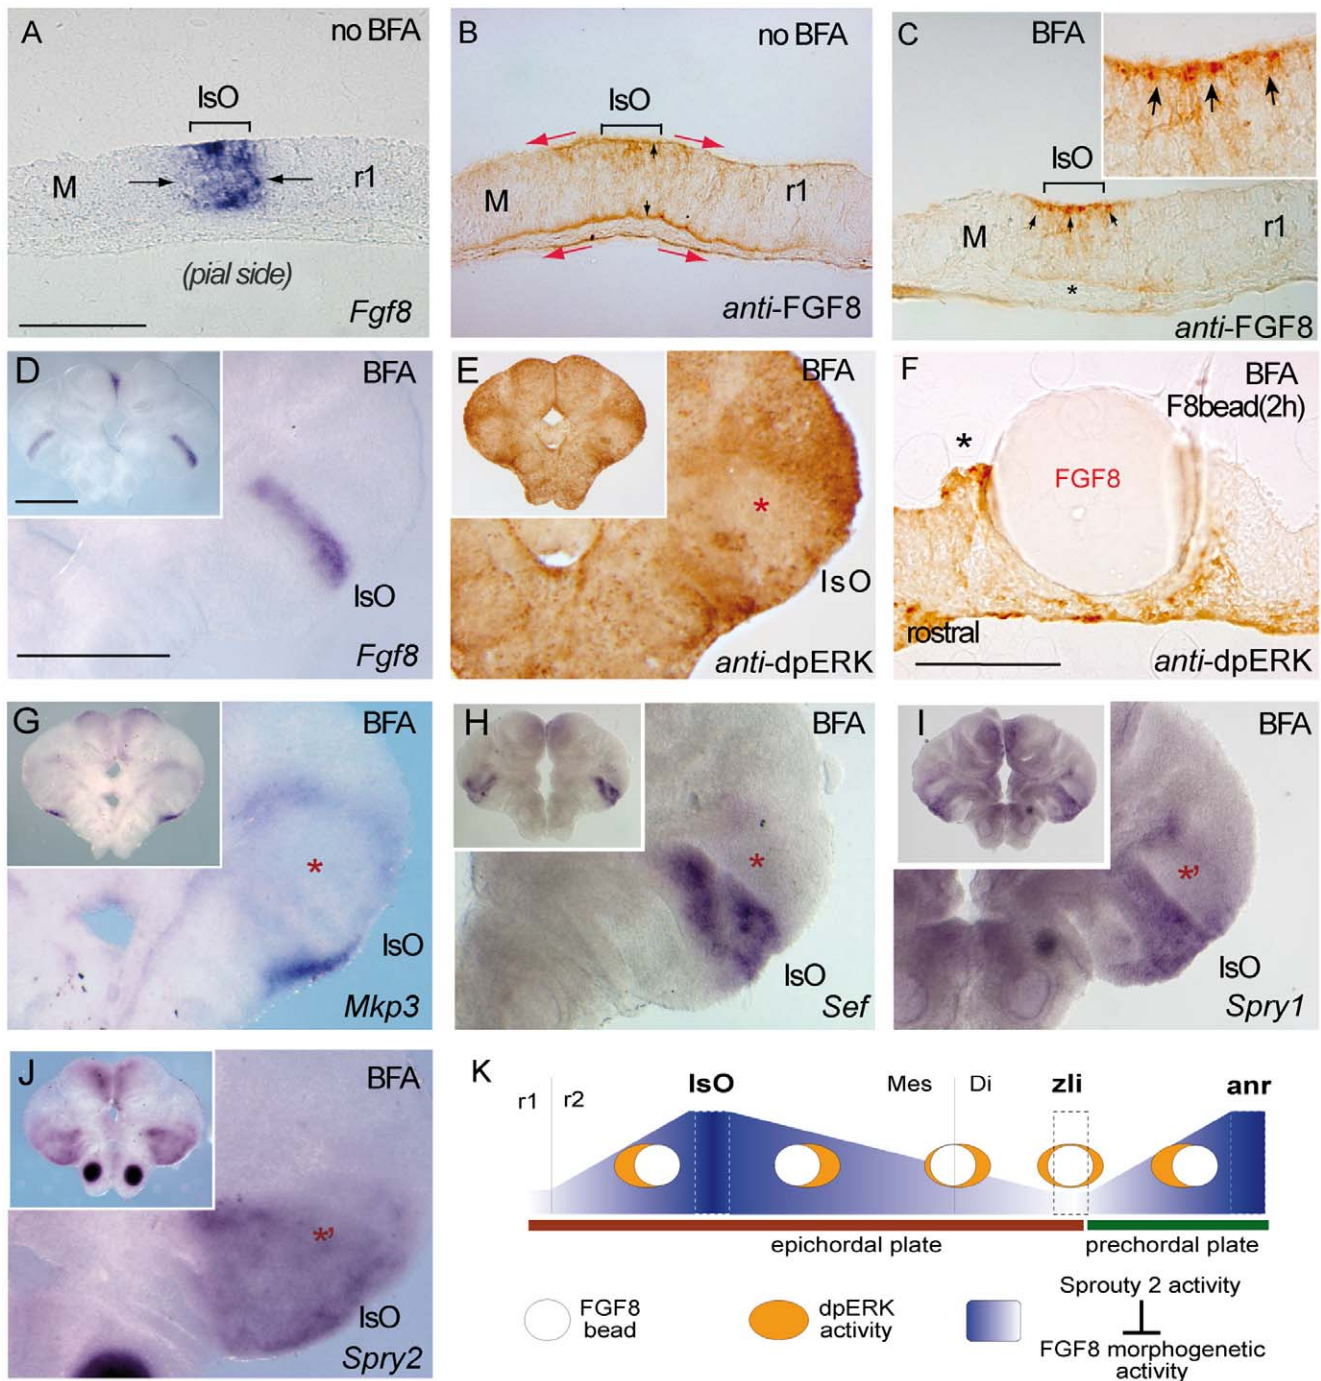 A
no BFA
IsO
M
r1
(pial side)
Fgf8
B
no BFA
IsO
M
r1
anti-FGF8
C
BFA
IsO
M
r1
*
anti-FGF8
D
BFA
IsO
Fgf8
E
BFA
*
IsO
anti-dpERK
F
BFA
F8bead(2h)
*
FGF8
rostral
anti-dpERK
G
BFA
*
IsO
Mkp3
H
BFA
*
IsO
Sef
I
BFA
*'
IsO
Spry1
J
BFA
*'
IsO
Spry2
K
r1 r2 IsO Mes Di zli anr
epichordal plate prechordal plate
FGF8
bead
dpERK
activity
Sprouty 2 activity
FGF8 morphogenetic
activity